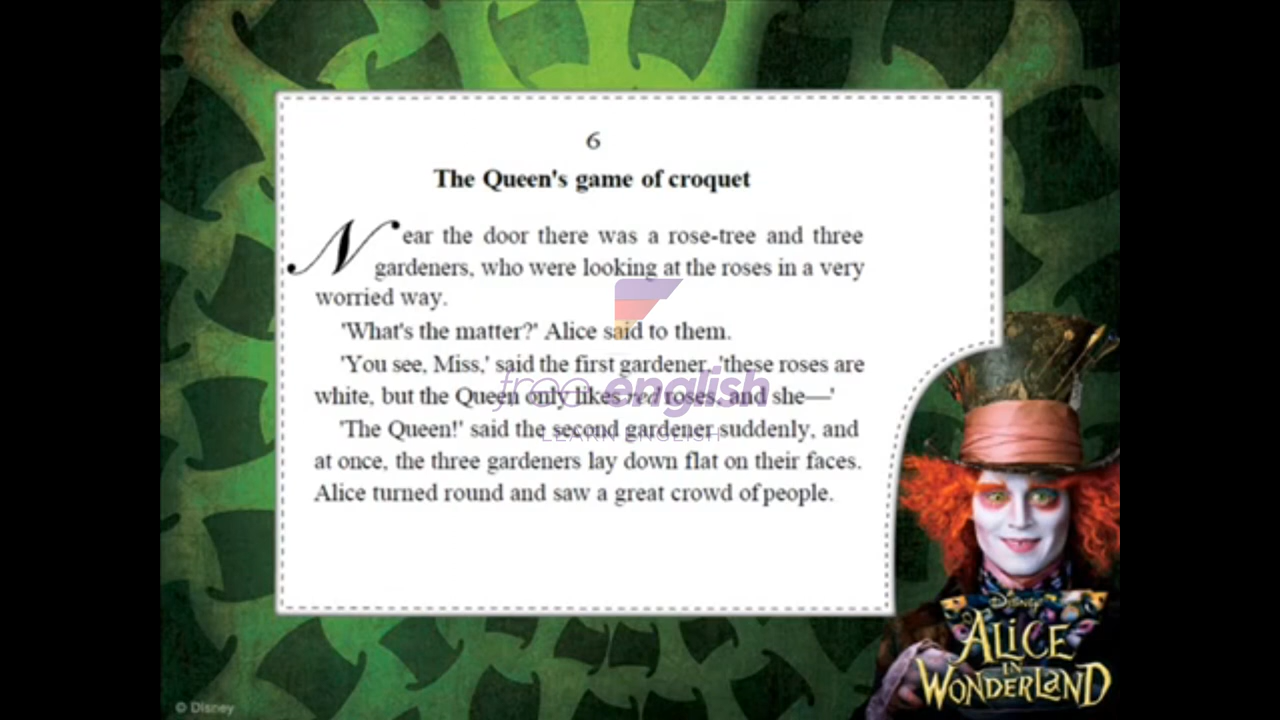 6
The Queen's game of croquet
Near the door there was a rose-tree and three
gardeners, who were looking at the roses in a very
worried way.
'What's the matter?' Alice said to them.
'You see, Miss,' said the first gardener, 'these roses are
white, but the Queen only likes red roses, and she—'
'The Queen!' said the second gardener suddenly, and
at once, the three gardeners lay down flat on their faces.
Alice turned round and saw a great crowd of people.
free english
LEARN ENGLISH
DISNEY
ALICE
IN
WONDERLAND
© Disney